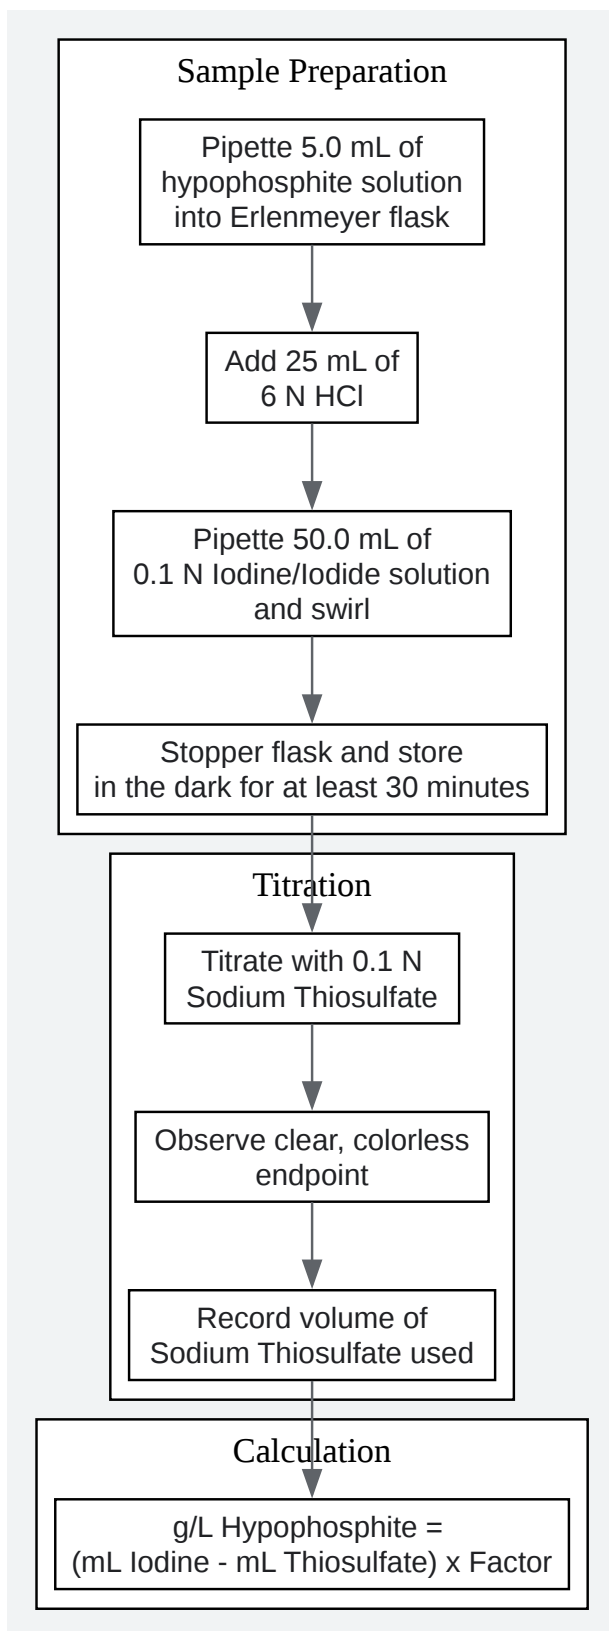 Sample Preparation
Pipette 5.0 mL of
hypophosphite solution
into Erlenmeyer flask
Add 25 mL of
6 N HCl
Pipette 50.0 mL of
0.1 N Iodine/Iodide solution
and swirl
Stopper flask and store
in the dark for at least 30 minutes
Titration
Titrate with 0.1 N
Sodium Thiosulfate
Observe clear, colorless
endpoint
Record volume of
Sodium Thiosulfate used
Calculation
g/L Hypophosphite =
(mL Iodine - mL Thiosulfate) x Factor